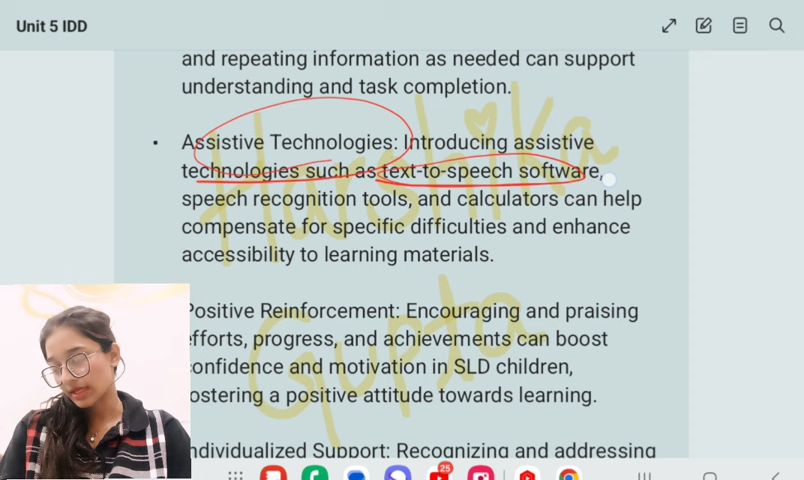 Unit 5 IDD
and repeating information as needed can support
understanding and task completion.
• Assistive Technologies: Introducing assistive
technologies such as text-to-speech software,
speech recognition tools, and calculators can help
compensate for specific difficulties and enhance
accessibility to learning materials.
Positive Reinforcement: Encouraging and praising
efforts, progress, and achievements can boost
confidence and motivation in SLD children,
fostering a positive attitude towards learning.
Individualized Support: Recognizing and addressing
Harshika
Gupta
25